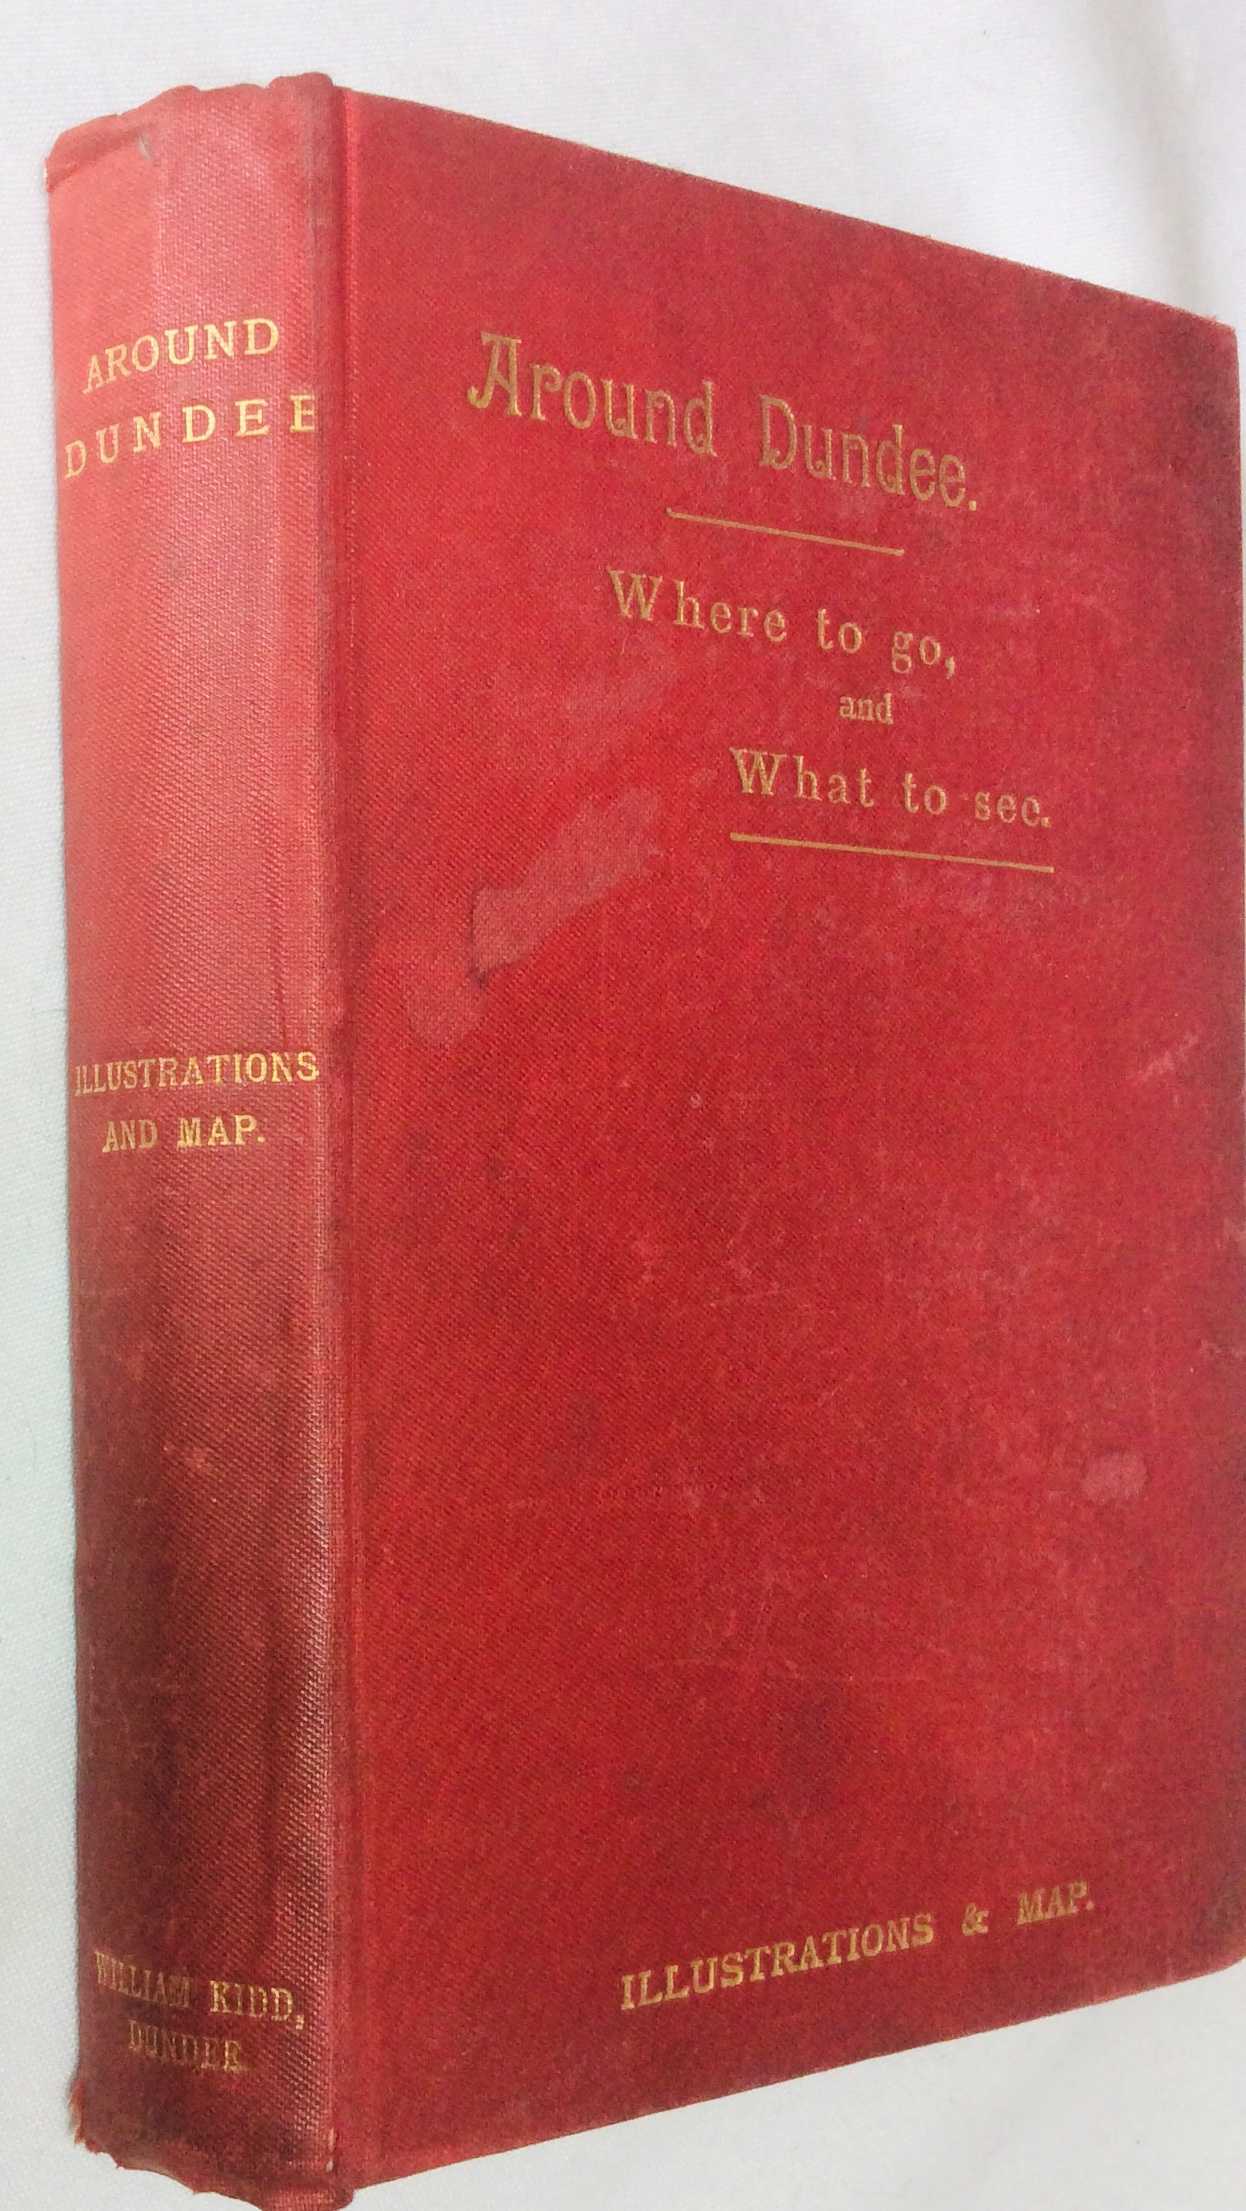 AROUND
DUNDEE
ILLUSTRATIONS
AND MAP.
WILLIAM KIDD,
DUNDEE
Around Dundee.
Where to go,
and
What to see.
ILLUSTRATIONS & MAP.